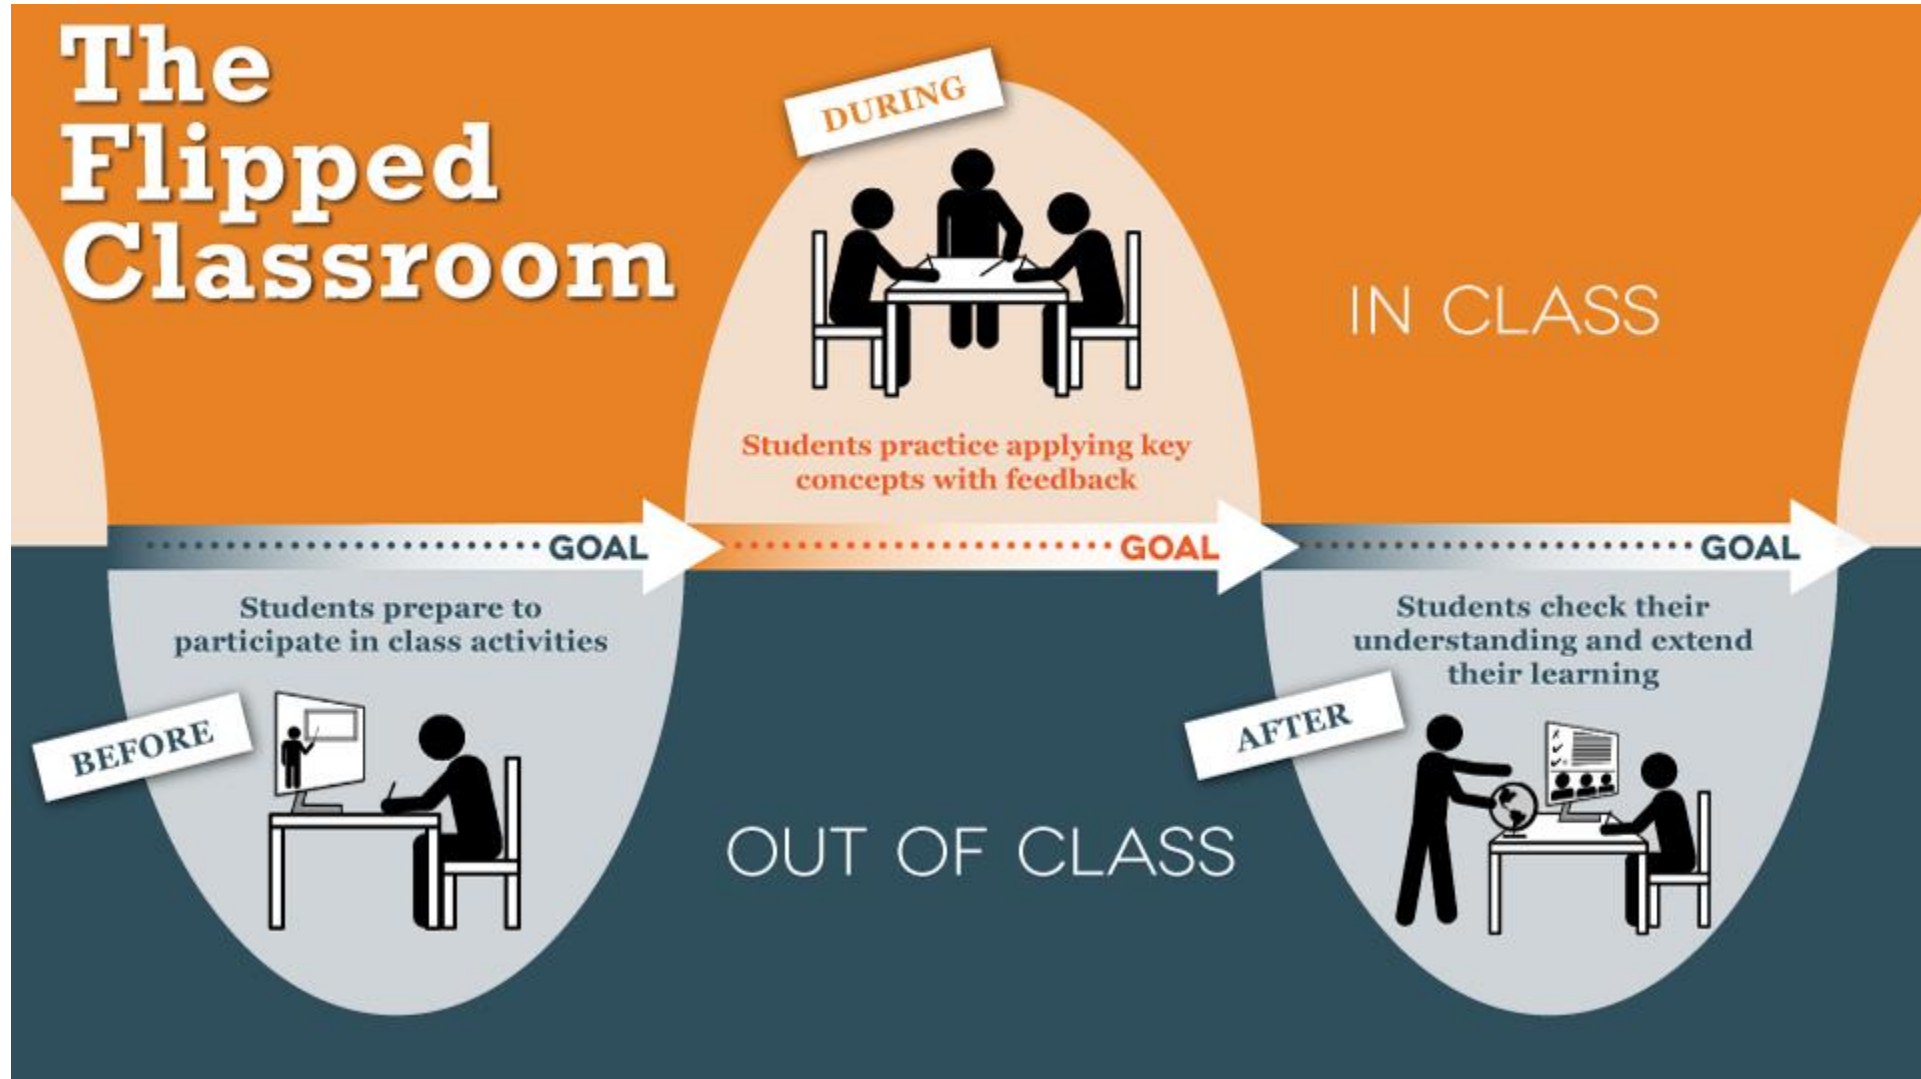 The
Flipped
Classroom
DURING
IN CLASS
Students practice applying key
concepts with feedback
GOAL
GOAL
GOAL
Students prepare to
participate in class activities
BEFORE
OUT OF CLASS
Students check their
understanding and extend
their learning
AFTER